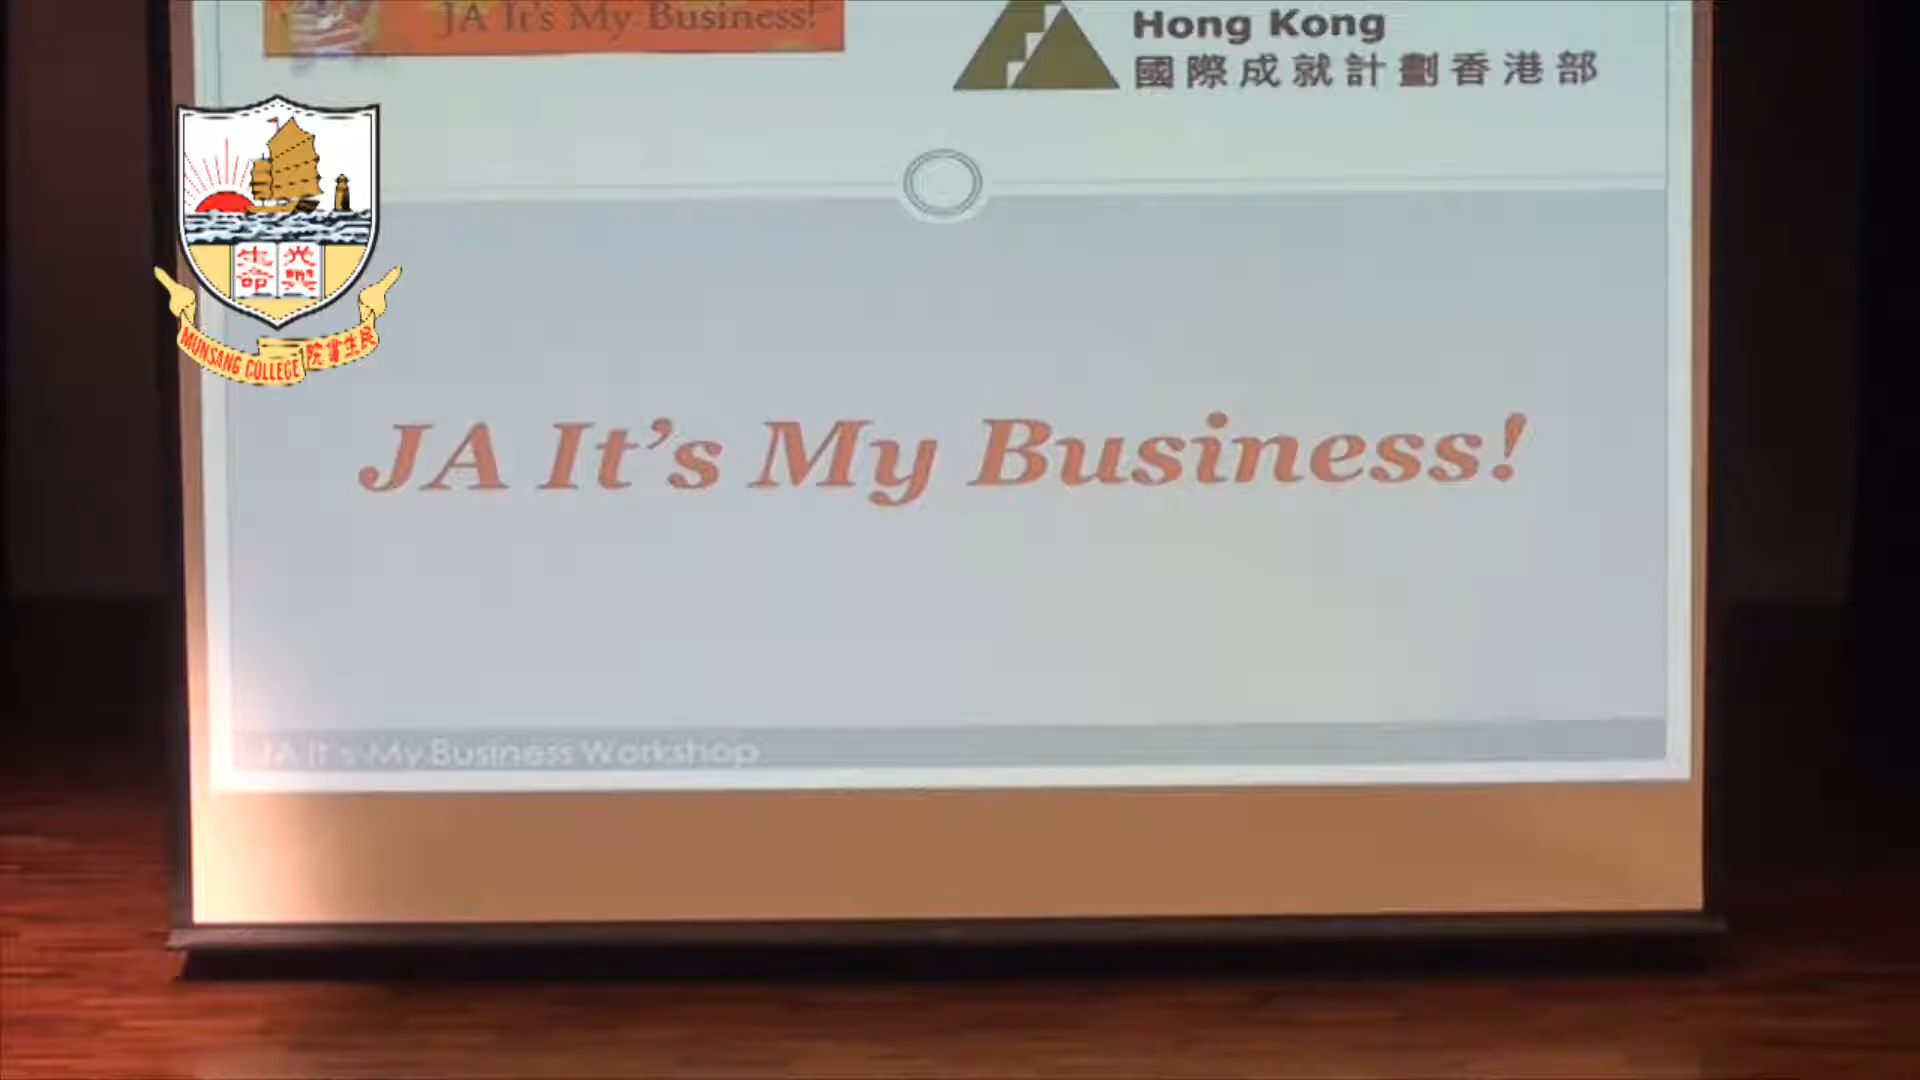 JA It's My Business!
Hong Kong
國際成就計劃香港部
生命
光與
MUNSANG COLLEGE 院書生民
JA It's My Business!
JA It's My Business Workshop